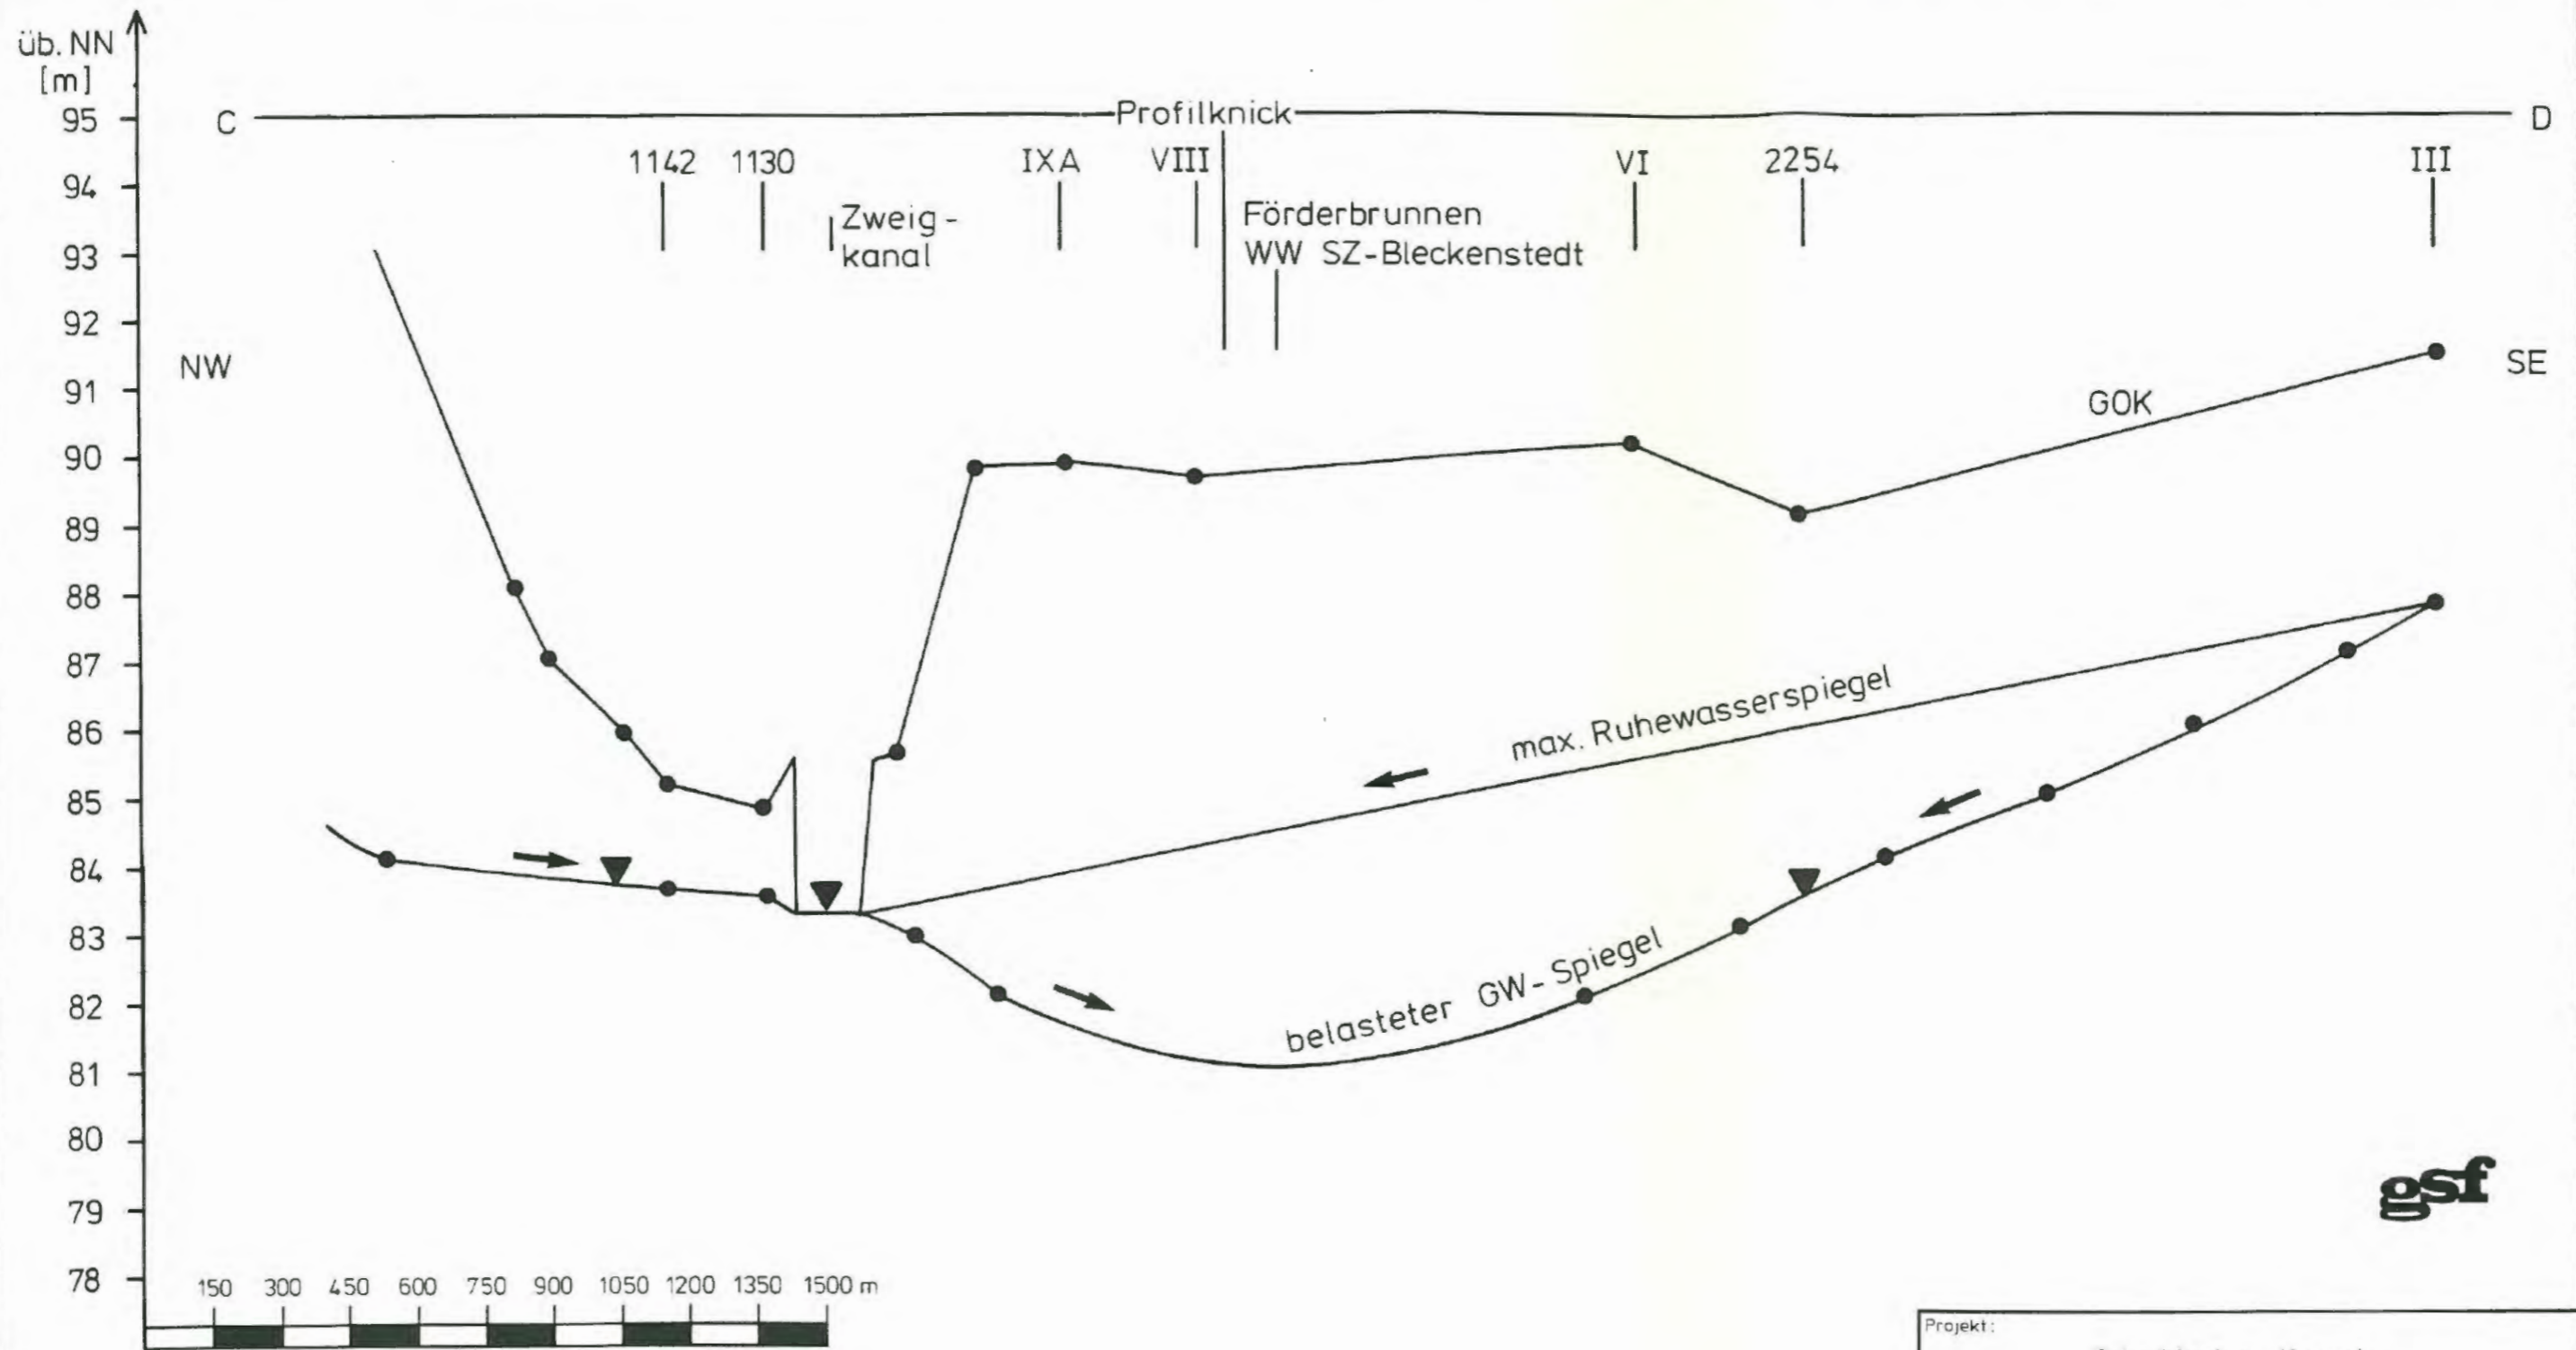 üb. NN
[m]
95
94
93
92
91
90
89
88
87
86
85
84
83
82
81
80
79
78
C
Profilknick
D
1142
1130
IXA
VIII
VI
2254
III
Zweig-
kanal
Förderbrunnen
WW SZ-Bleckenstedt
NW
SE
GOK
max. Ruhewasserspiegel
belasteter GW-Spiegel
gsf
150 300 450 600 750 900 1050 1200 1350 1500 m
Projekt: